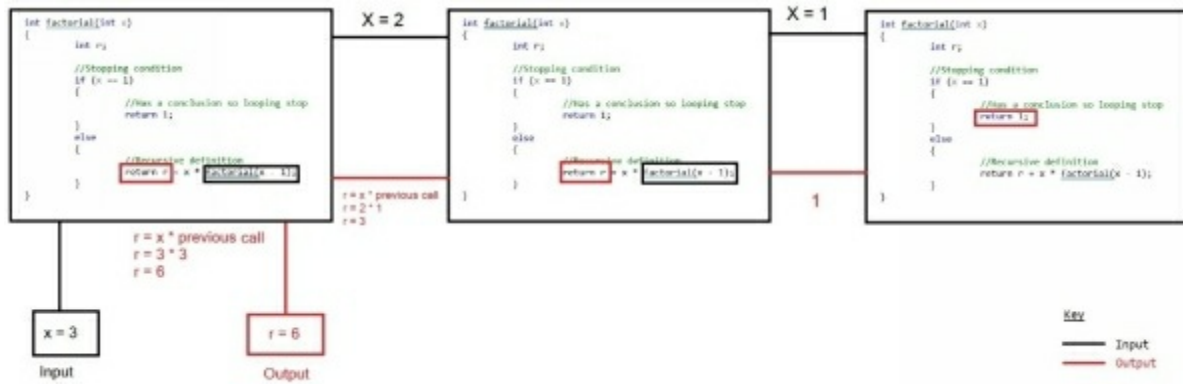 int factorial(int x)
{
int r;
//Stopping condition
if (x == 1)
{
//Has a conclusion so looping stop
return 1;
}
else
{
//Recursive definition
return r = x * factorial(x - 1);
}
}
X = 2
int factorial(int x)
{
int r;
//Stopping condition
if (x == 1)
{
//Has a conclusion so looping stop
return 1;
}
else
{
//Recursive definition
return r = x * factorial(x - 1);
}
}
X = 1
int factorial(int x)
{
int r;
//Stopping condition
if (x == 1)
{
//Has a conclusion so looping stop
return 1;
}
else
{
//Recursive definition
return r = x * factorial(x - 1);
}
}
r = x * previous call
r = 2 * 1
r = 3
1
r = x * previous call
r = 3 * 3
r = 6
x = 3
Input
r = 6
Output
Key
Input
Output